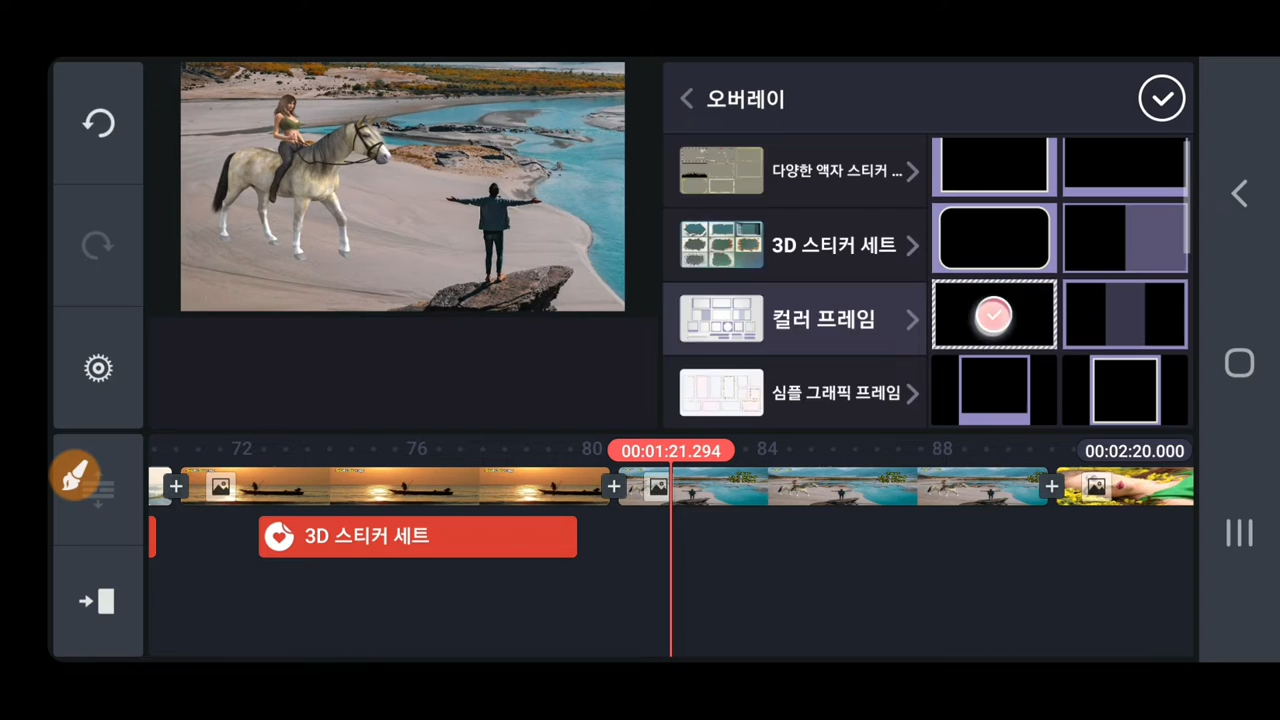 오버레이
다양한 액자 스티커 ...
3D 스티커 세트
컬러 프레임
심플 그래픽 프레임
72
76
80
00:01:21.294
84
88
00:02:20.000
3D 스티커 세트